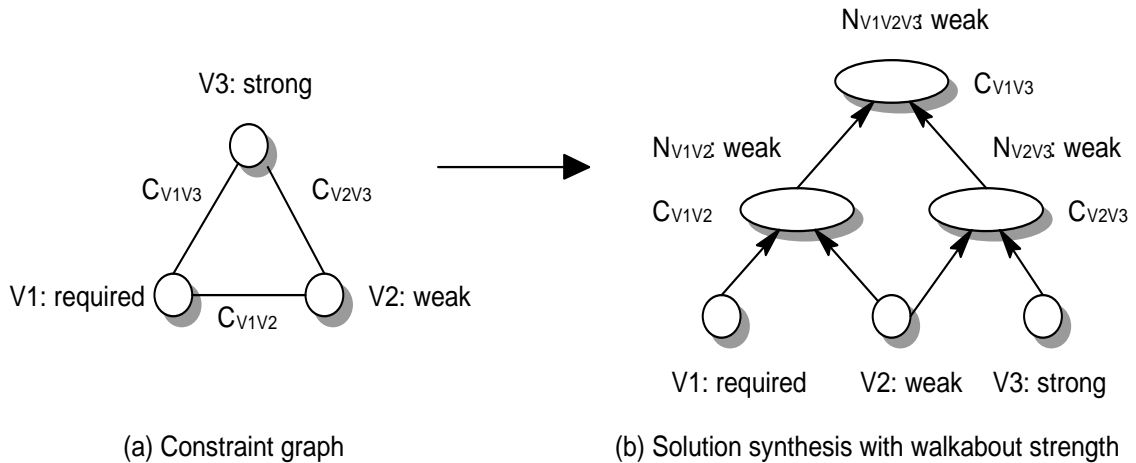 V3: strong
CV1V3
CV2V3
V1: required
CV1V2
V2: weak
(a) Constraint graph
NV1V2V3: weak
CV1V3
NV1V2: weak
NV2V3: weak
CV1V2
CV2V3
V1: required
V2: weak
V3: strong
(b) Solution synthesis with walkabout strength